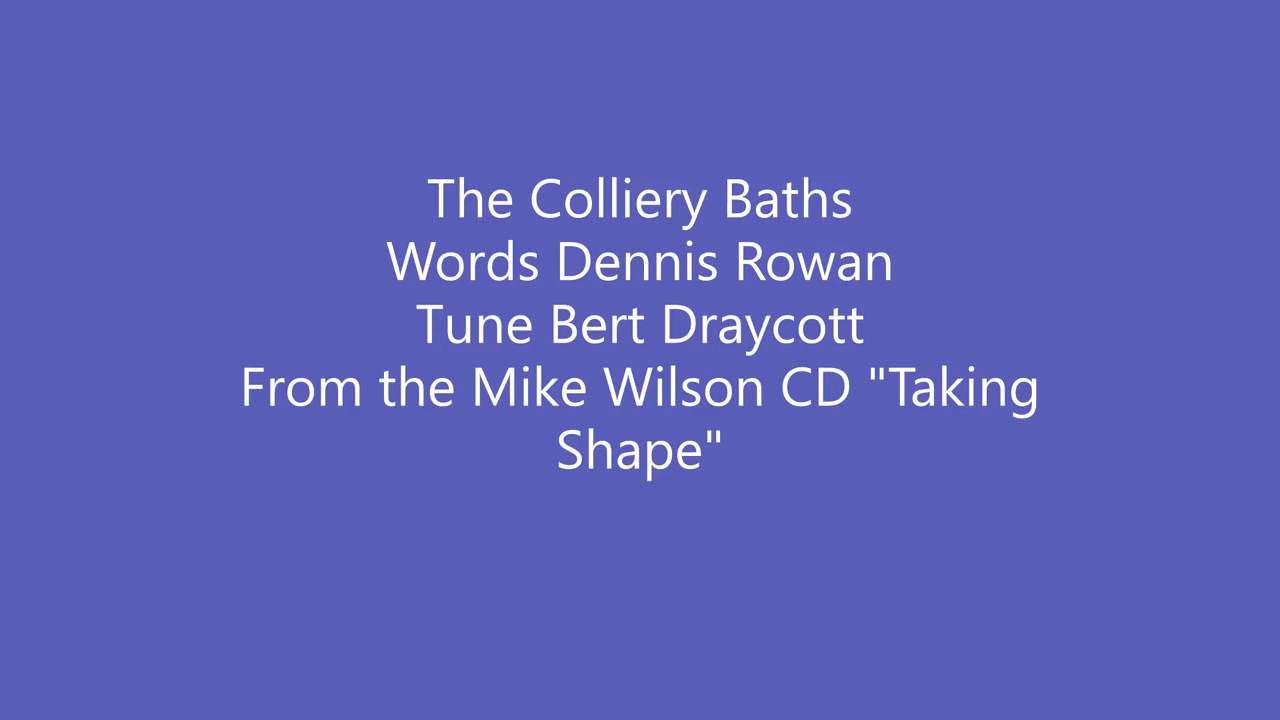 The Colliery Baths
Words Dennis Rowan
Tune Bert Draycott
From the Mike Wilson CD "Taking
Shape"